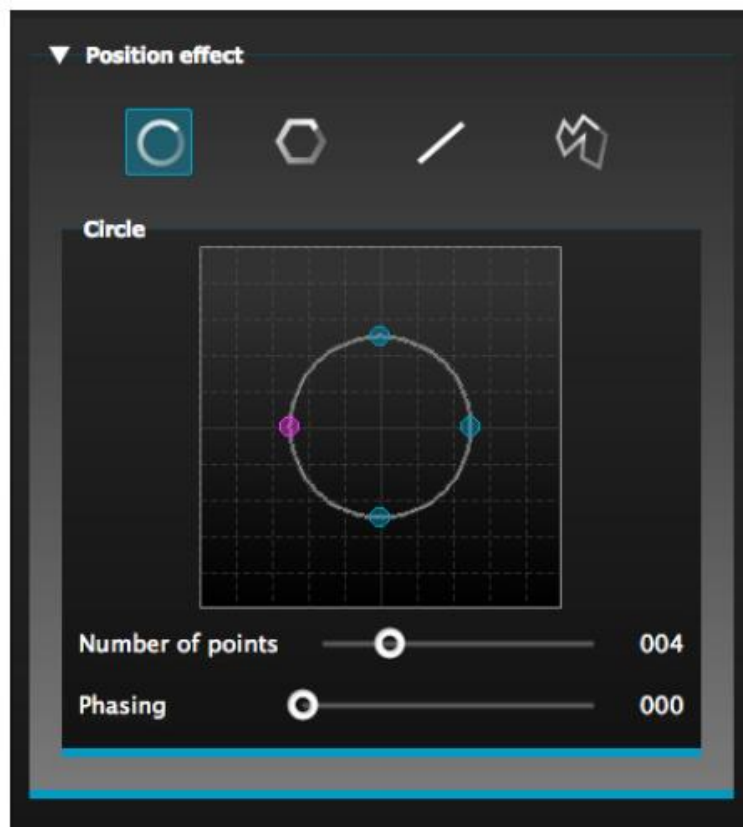 Position effect
Circle
Number of points 004
Phasing 000